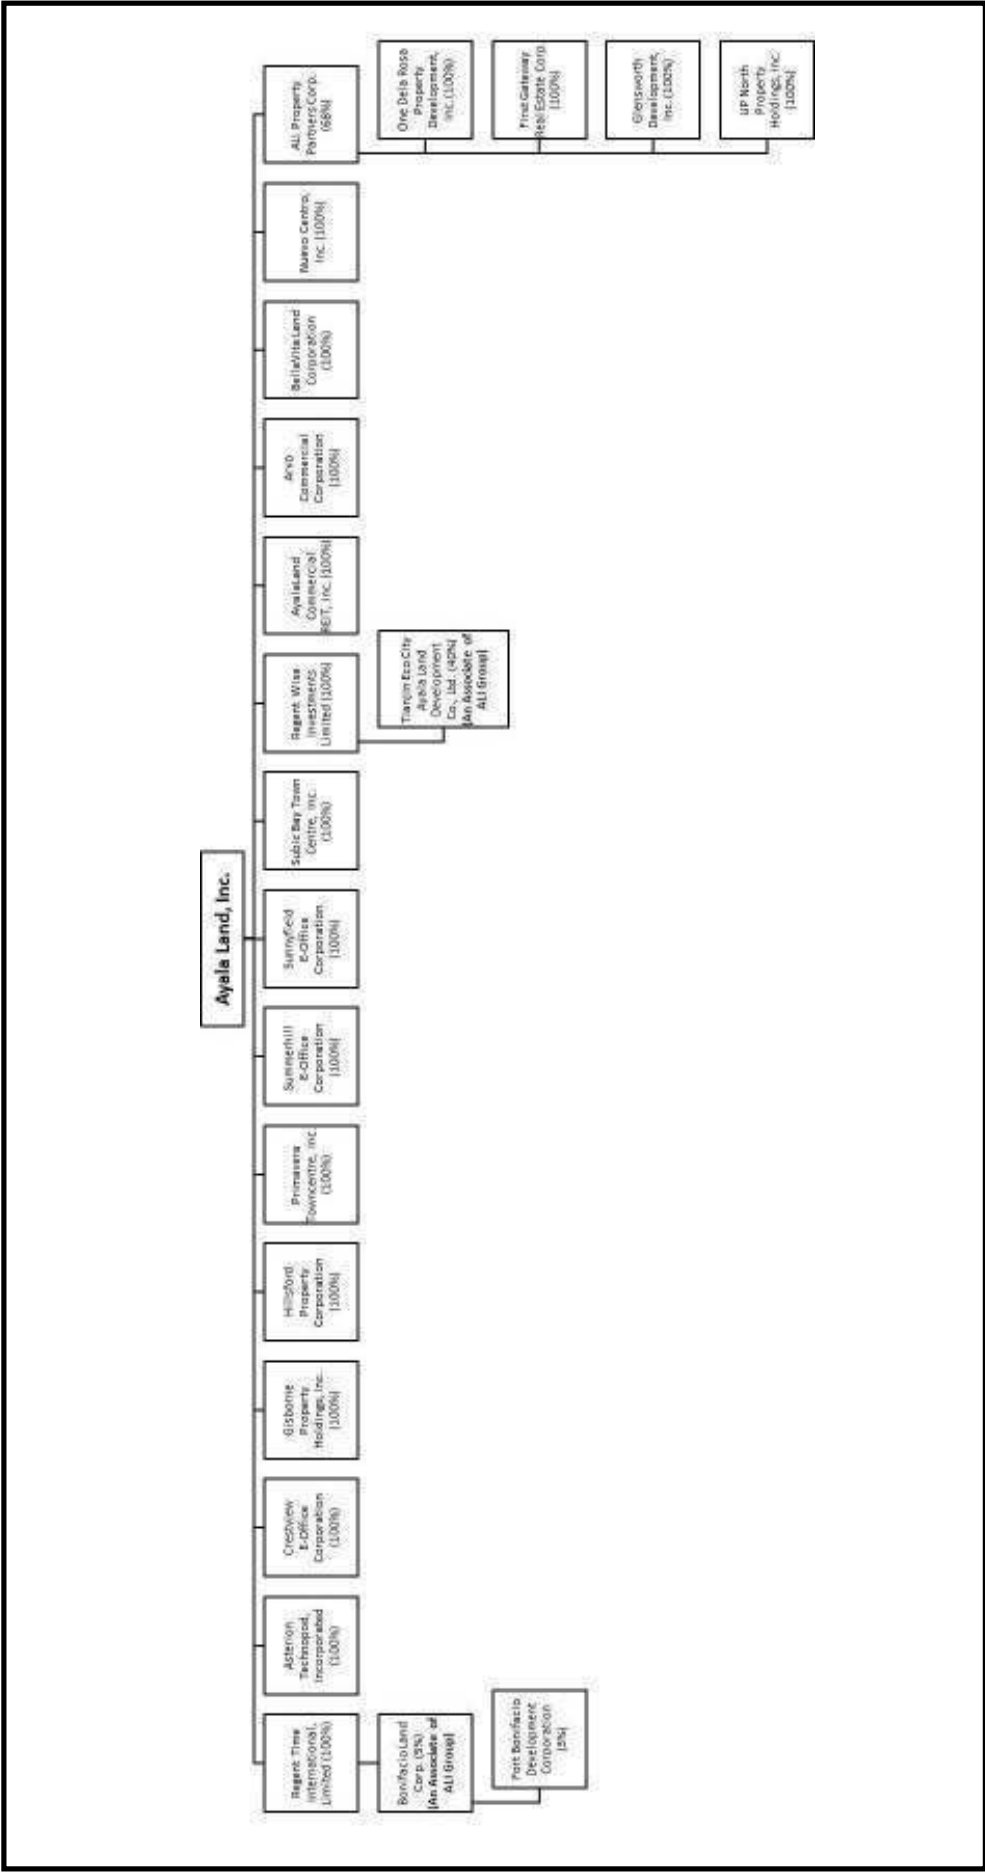 Ayala Land, Inc.
Regent Time
International,
Limited (100%)
Asterion
Technopod,
Incorporated
(100%)
Crestview
E-Office
Corporation
(100%)
Gisborne
Property
Holdings, Inc.
(100%)
Hillsford
Property
Corporation
(100%)
Primavera
Towncentre, Inc.
(100%)
Summerhill
E-Office
Corporation
(100%)
Sunnyfield
E-Office
Corporation
(100%)
Subic Bay Town
Centre, Inc.
(100%)
Regent Wise
Investments
Limited (100%)
AyalaLand
Commercial
REIT, Inc. (100%)
Arvo
Commercial
Corporation
(100%)
BellaVita Land
Corporation
(100%)
Nuevo Centro,
Inc. (100%)
ALI Property
Partners Corp.
(68%)
Bonifacio Land
Corp. (5%)
(An Associate of
ALI Group)
Fort Bonifacio
Development
Corporation
(5%)
Tianjin Eco City
Ayala Land
Development
Co., Ltd. (40%)
(An Associate of
ALI Group)
One Dela Rosa
Property
Development,
Inc. (100%)
First Gateway
Real Estate Corp.
(100%)
Glensworth
Development,
Inc. (100%)
UP North
Property
Holdings, Inc.
(100%)